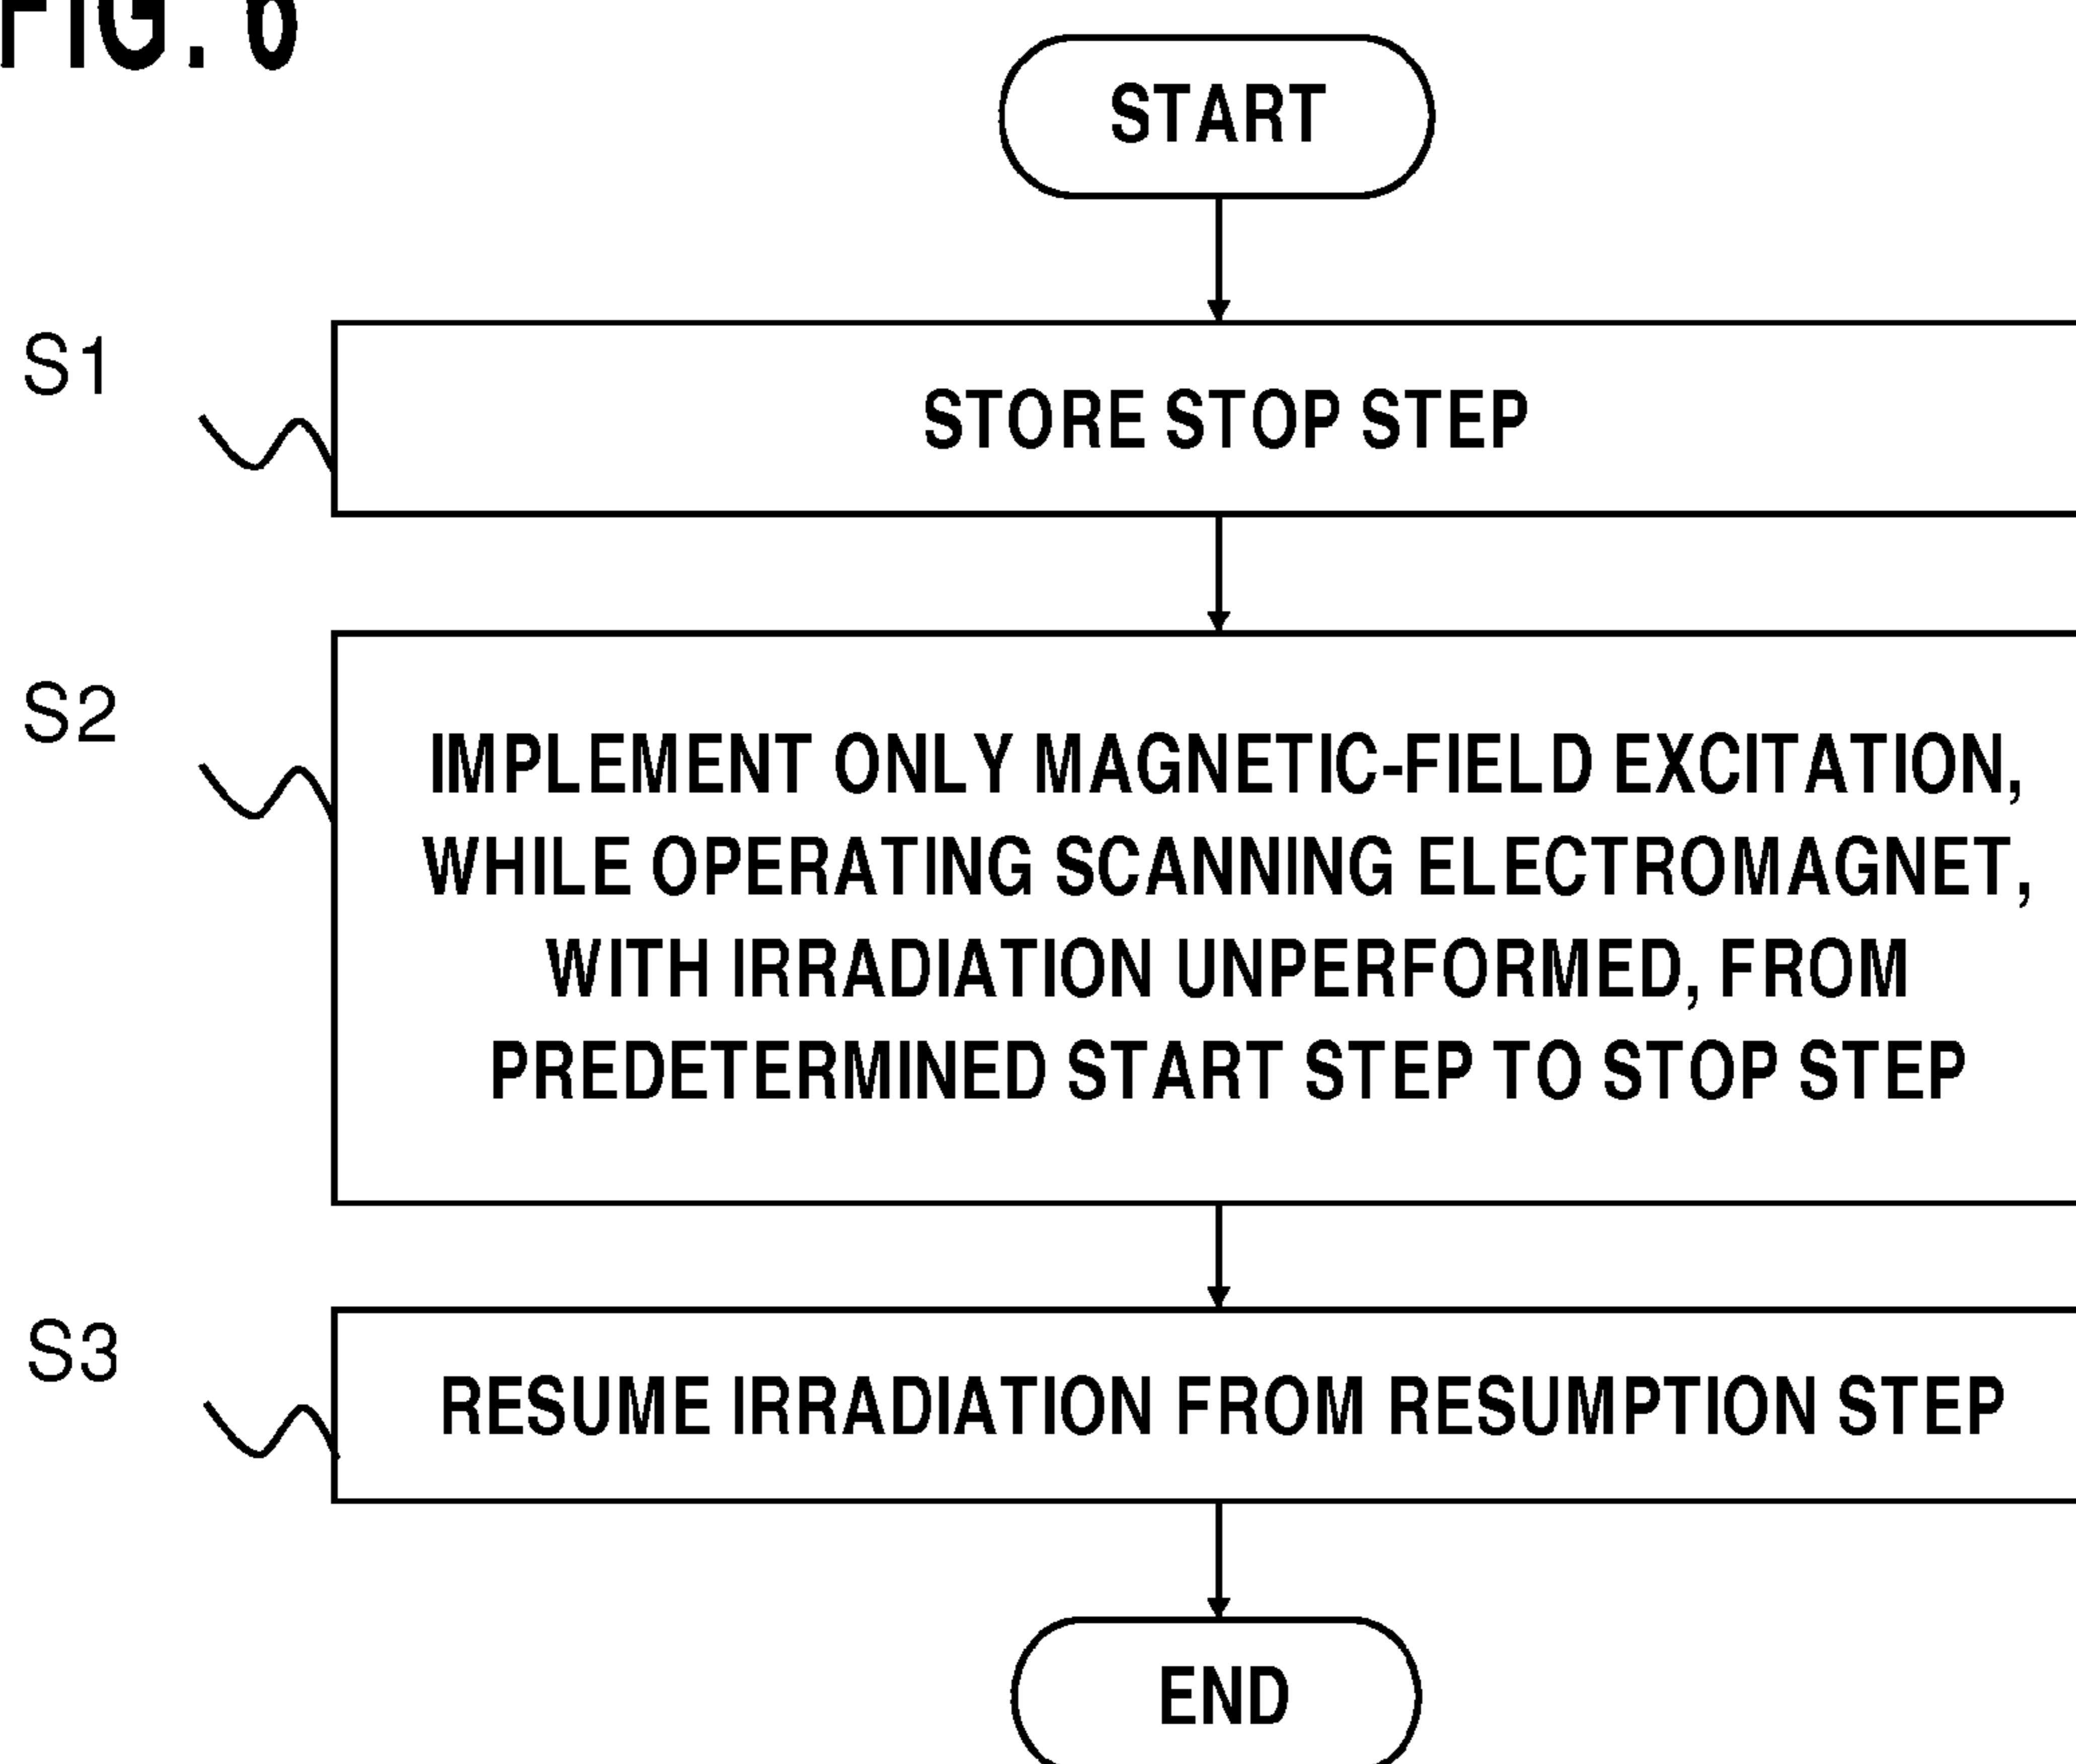 FIG. 6
START
S1
STORE STOP STEP
S2
IMPLEMENT ONLY MAGNETIC-FIELD EXCITATION,
WHILE OPERATING SCANNING ELECTROMAGNET,
WITH IRRADIATION UNPERFORMED, FROM
PREDETERMINED START STEP TO STOP STEP
S3
RESUME IRRADIATION FROM RESUMPTION STEP
END